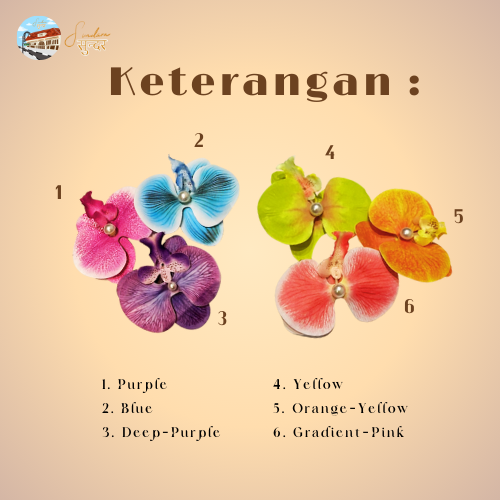 सुन्दर
Keterangan :
1
2
3
4
5
6
1. Purple
2. Blue
3. Deep-Purple
4. Yellow
5. Orange-Yellow
6. Gradient-Pink